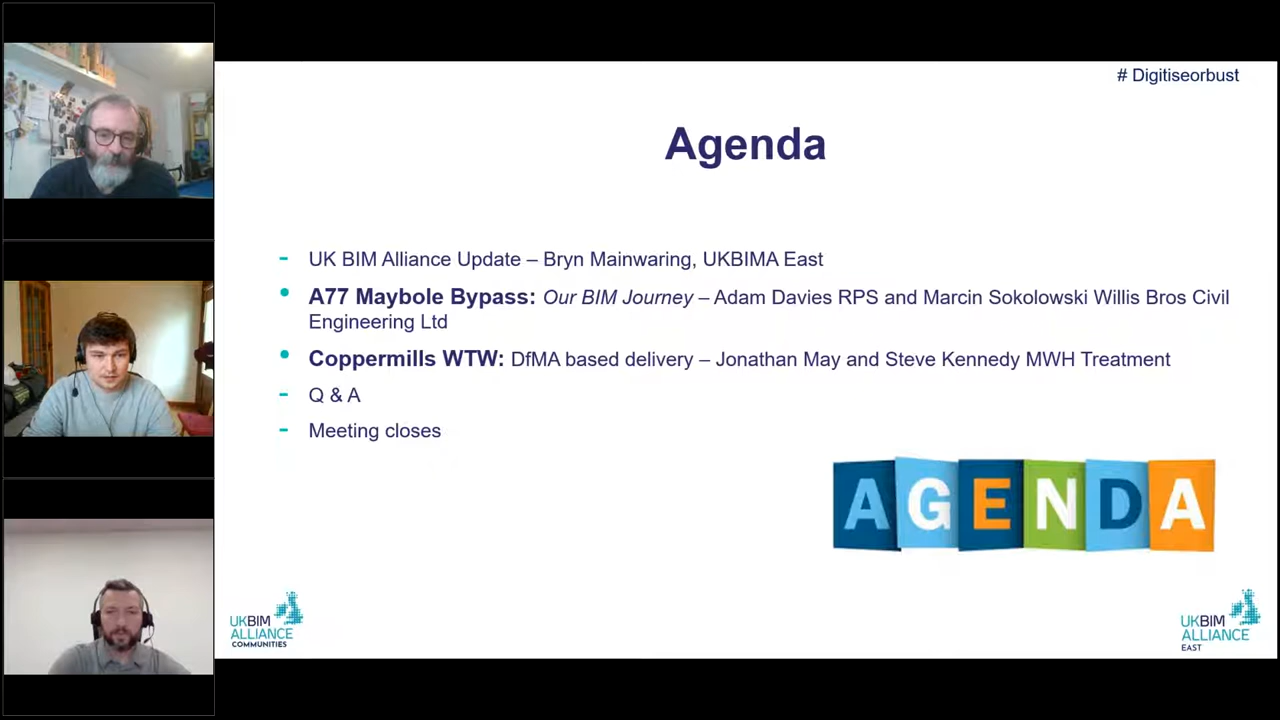 # Digitiseorbust
Agenda
- UK BIM Alliance Update – Bryn Mainwaring, UKBIMA East
• A77 Maybole Bypass: Our BIM Journey – Adam Davies RPS and Marcin Sokolowski Willis Bros Civil
Engineering Ltd
• Coppermills WTW: DfMA based delivery – Jonathan May and Steve Kennedy MWH Treatment
- Q & A
- Meeting closes
AGENDA
UKBIM
ALLIANCE
COMMUNITIES
UKBIM
ALLIANCE
EAST